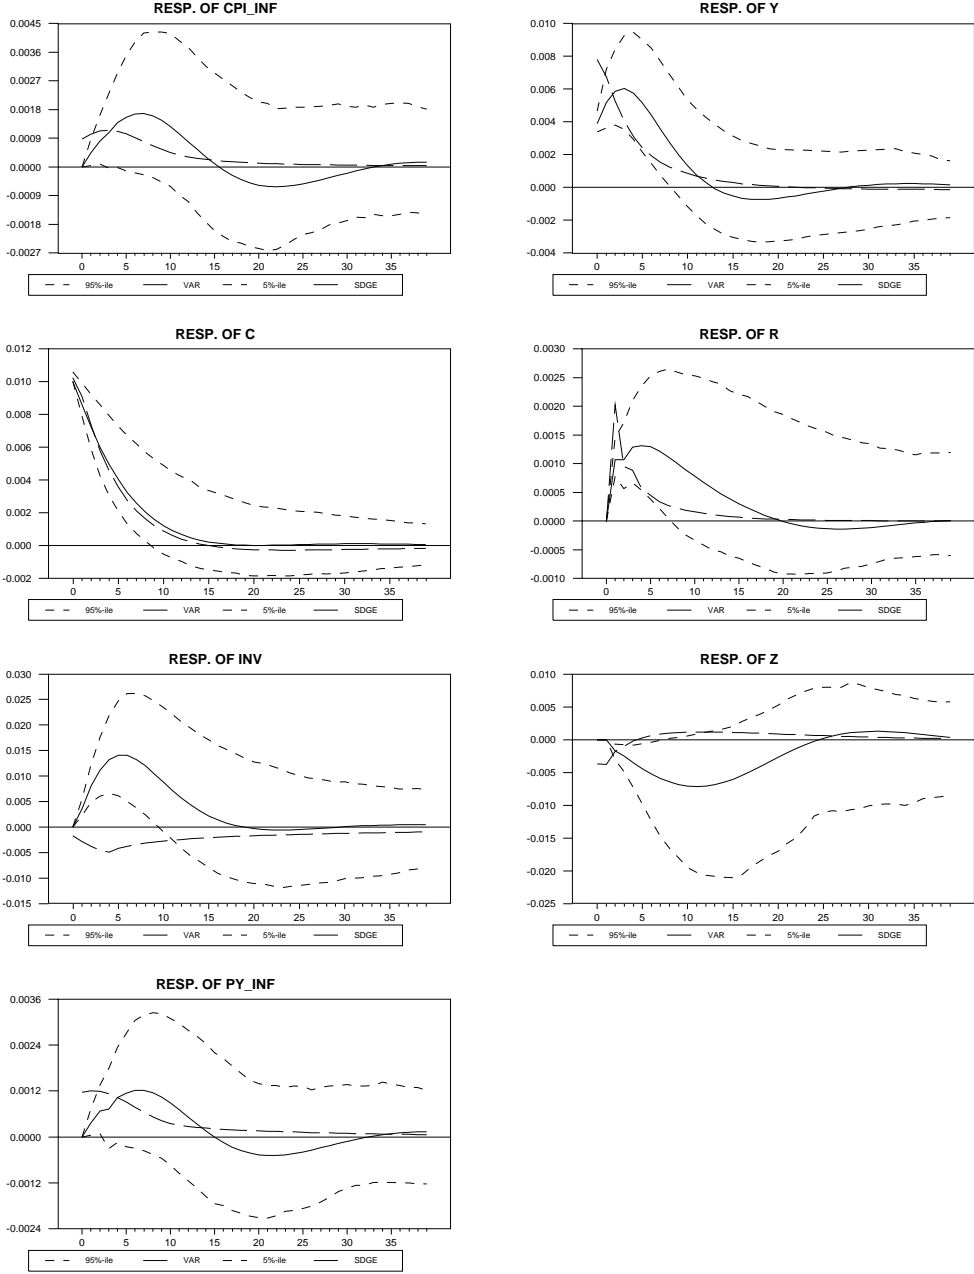 RESP. OF CPI_INF
0.0045
0.0036
0.0027
0.0018
0.0009
0.0000
-0.0009
-0.0018
-0.0027
0 5 10 15 20 25 30 35
95%-ile VAR 5%-ile SDGE
RESP. OF Y
0.010
0.008
0.006
0.004
0.002
0.000
-0.002
-0.004
0 5 10 15 20 25 30 35
95%-ile VAR 5%-ile SDGE
RESP. OF C
0.012
0.010
0.008
0.006
0.004
0.002
0.000
-0.002
0 5 10 15 20 25 30 35
95%-ile VAR 5%-ile SDGE
RESP. OF R
0.0030
0.0025
0.0020
0.0015
0.0010
0.0005
0.0000
-0.0005
-0.0010
0 5 10 15 20 25 30 35
95%-ile VAR 5%-ile SDGE
RESP. OF INV
0.030
0.025
0.020
0.015
0.010
0.005
0.000
-0.005
-0.010
-0.015
0 5 10 15 20 25 30 35
95%-ile VAR 5%-ile SDGE
RESP. OF Z
0.010
0.005
0.000
-0.005
-0.010
-0.015
-0.020
-0.025
0 5 10 15 20 25 30 35
95%-ile VAR 5%-ile SDGE
RESP. OF PY_INF
0.0036
0.0024
0.0012
0.0000
-0.0012
-0.0024
0 5 10 15 20 25 30 35
95%-ile VAR 5%-ile SDGE